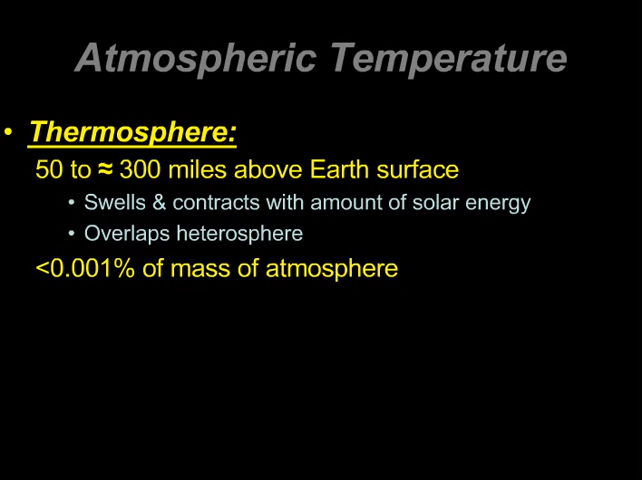 Atmospheric Temperature
• Thermosphere:
50 to ≈ 300 miles above Earth surface
• Swells & contracts with amount of solar energy
• Overlaps heterosphere
<0.001% of mass of atmosphere